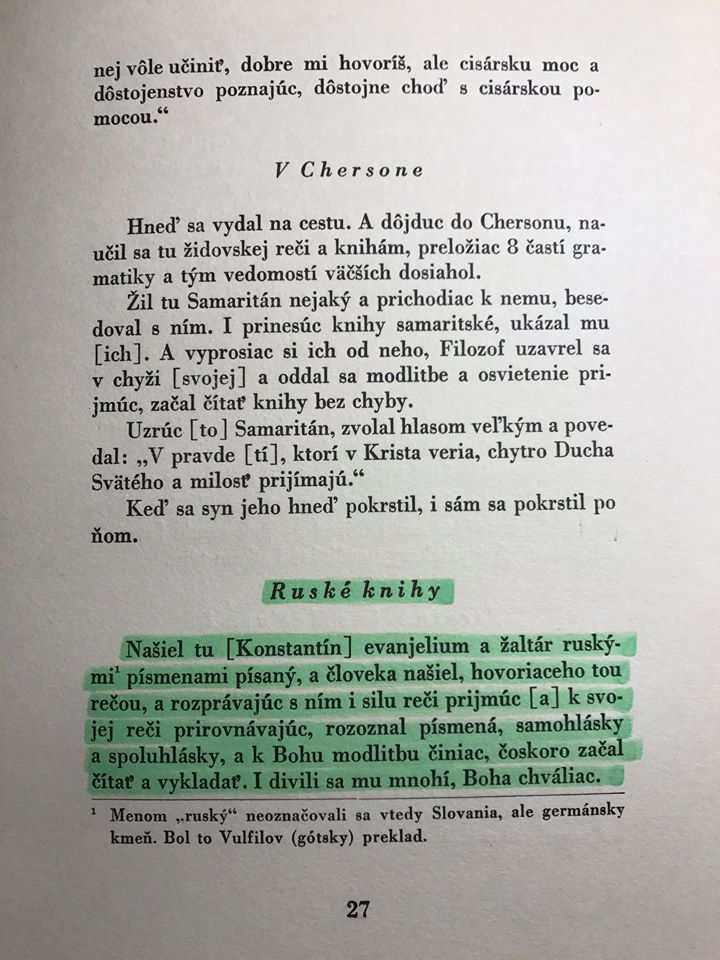 nej vôle učiniť, dobre mi hovoríš, ale cisársku moc a
dôstojenstvo poznajúc, dôstojne choď s cisárskou po-
mocou.“
V Chersone
Hneď sa vydal na cestu. A dôjduc do Chersonu, na-
učil sa tu židovskej reči a knihám, preložiac 8 častí gra-
matiky a tým vedomostí väčších dosiahol.
Žil tu Samaritán nejaký a prichodiac k nemu, bese-
doval s ním. I prinesúc knihy samaritské, ukázal mu
[ich]. A vyprosiac si ich od neho, Filozof uzavrel sa
v chyži [svojej] a oddal sa modlitbe a osvietenie pri-
jmúc, začal čítať knihy bez chyby.
Uzrúc [to] Samaritán, zvolal hlasom veľkým a pove-
dal: „V pravde [tí], ktorí v Krista veria, chytro Ducha
Svätého a milosť prijímajú.“
Keď sa syn jeho hneď pokrstil, i sám sa pokrstil po
ňom.
Ruské knihy
Našiel tu [Konstantín] evanjelium a žaltár ruský-
mi¹ písmenami písaný, a človeka našiel, hovoriaceho tou
rečou, a rozprávajúc s ním i silu reči prijmúc [a] k svo-
jej reči prirovnávajúc, rozoznal písmená, samohlásky
a spoluhlásky, a k Bohu modlitbu činiac, čoskoro začal
čítať a vykladať. I divili sa mu mnohí, Boha chváliac.
¹ Menom „ruský“ neoznačovali sa vtedy Slovania, ale germánsky
kmeň. Bol to Vulfilov (gótsky) preklad.
27